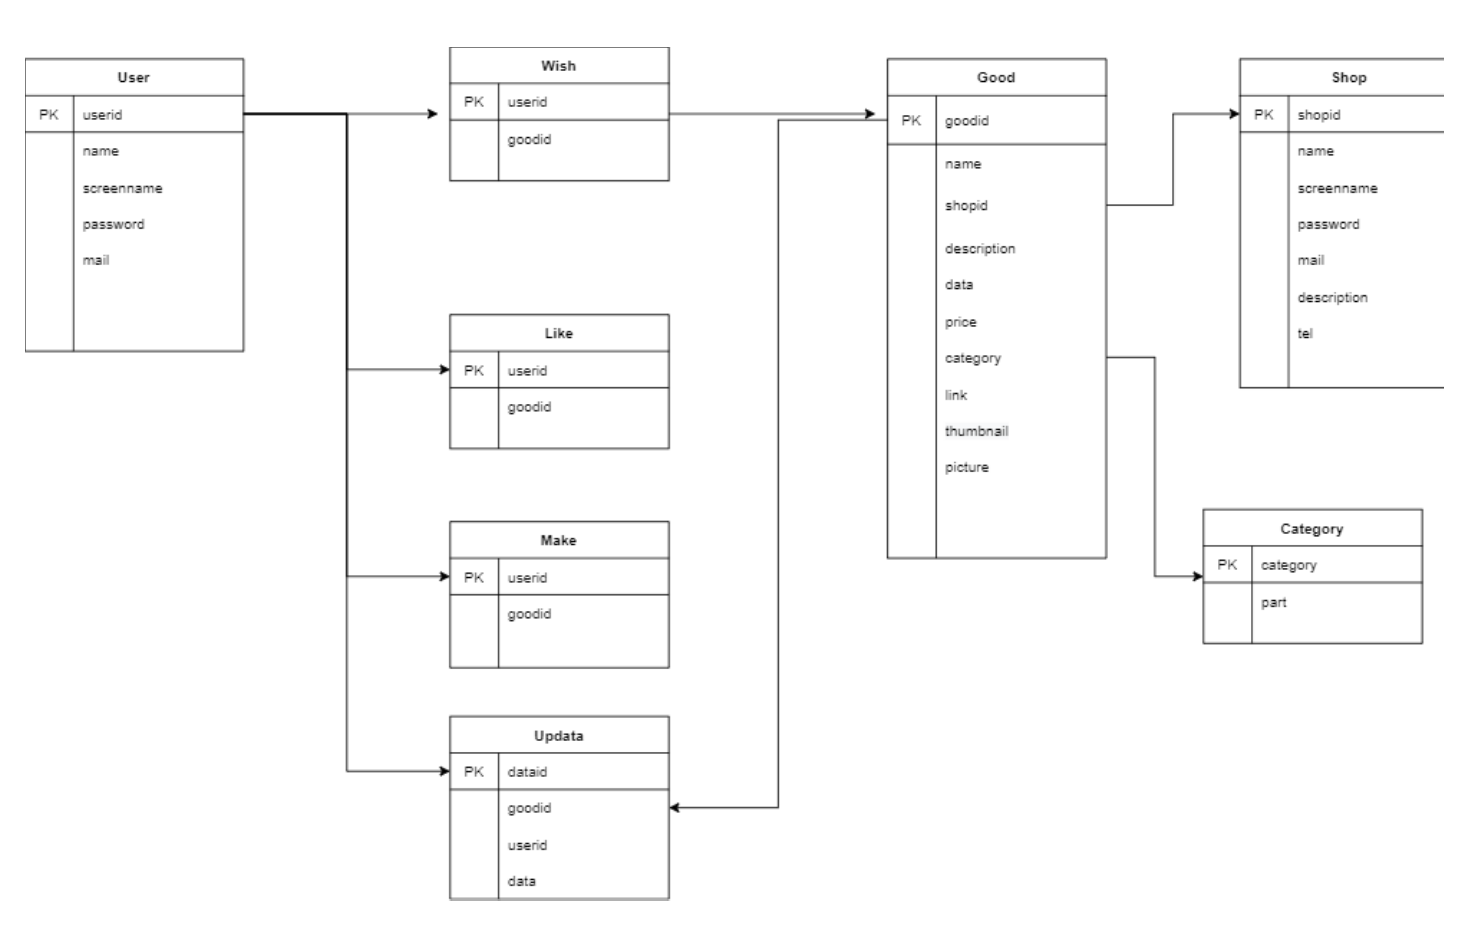 User
PK userid
name
screenname
password
mail
Wish
PK userid
goodid
Like
PK userid
goodid
Make
PK userid
goodid
Updata
PK dataid
goodid
userid
data
Good
PK goodid
name
shopid
description
data
price
category
link
thumbnail
picture
Shop
PK shopid
name
screenname
password
mail
description
tel
Category
PK category
part